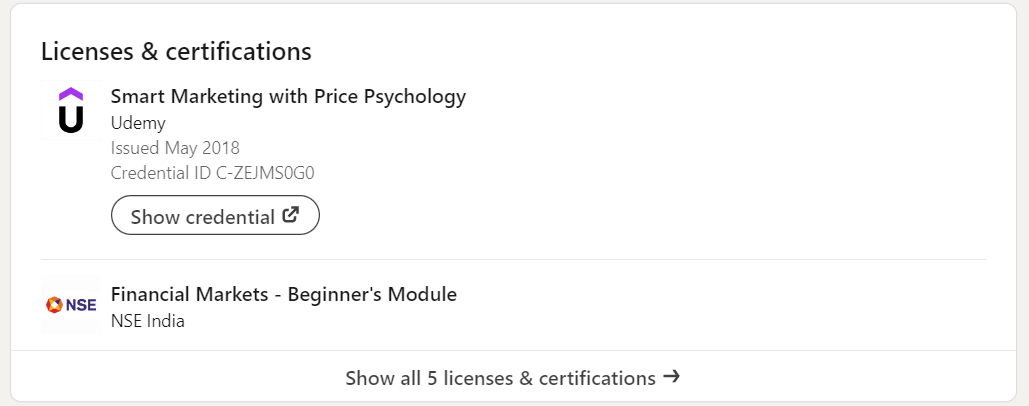 Licenses & certifications
Smart Marketing with Price Psychology
Udemy
Issued May 2018
Credential ID C-ZEJMS0G0
Show credential
NSE
Financial Markets - Beginner's Module
NSE India
Show all 5 licenses & certifications →